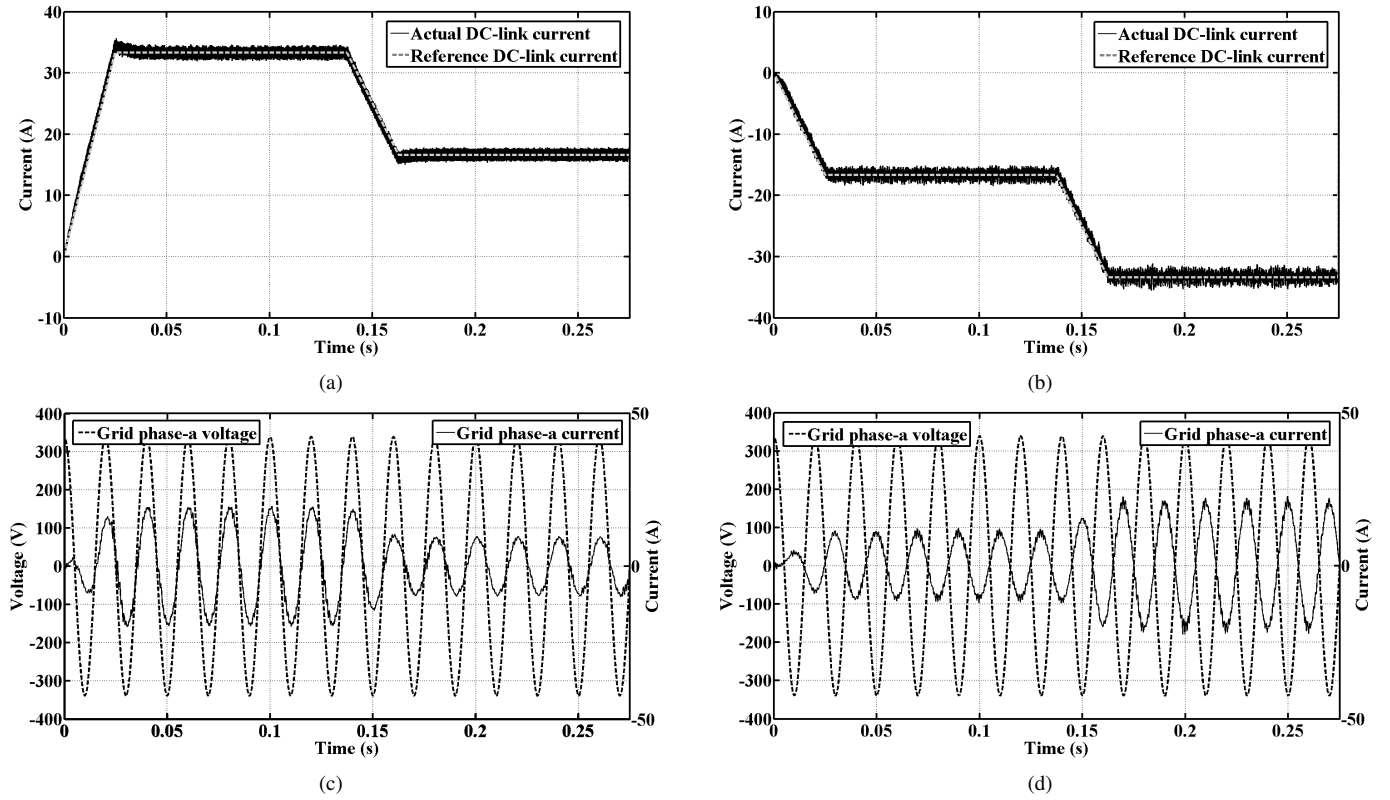 40
30
20
10
0
-10
Current (A)
Actual DC-link current
Reference DC-link current
0
0.05
0.1
0.15
0.2
0.25
Time (s)
(a)
10
0
-10
-20
-30
-40
Current (A)
Actual DC-link current
Reference DC-link current
0
0.05
0.1
0.15
0.2
0.25
Time (s)
(b)
400
300
200
100
0
-100
-200
-300
-400
Voltage (V)
Grid phase-a voltage
Grid phase-a current
50
0
-50
Current (A)
0
0.05
0.1
0.15
0.2
0.25
Time (s)
(c)
400
300
200
100
0
-100
-200
-300
-400
Voltage (V)
Grid phase-a voltage
Grid phase-a current
50
0
-50
Current (A)
0
0.05
0.1
0.15
0.2
0.25
Time (s)
(d)